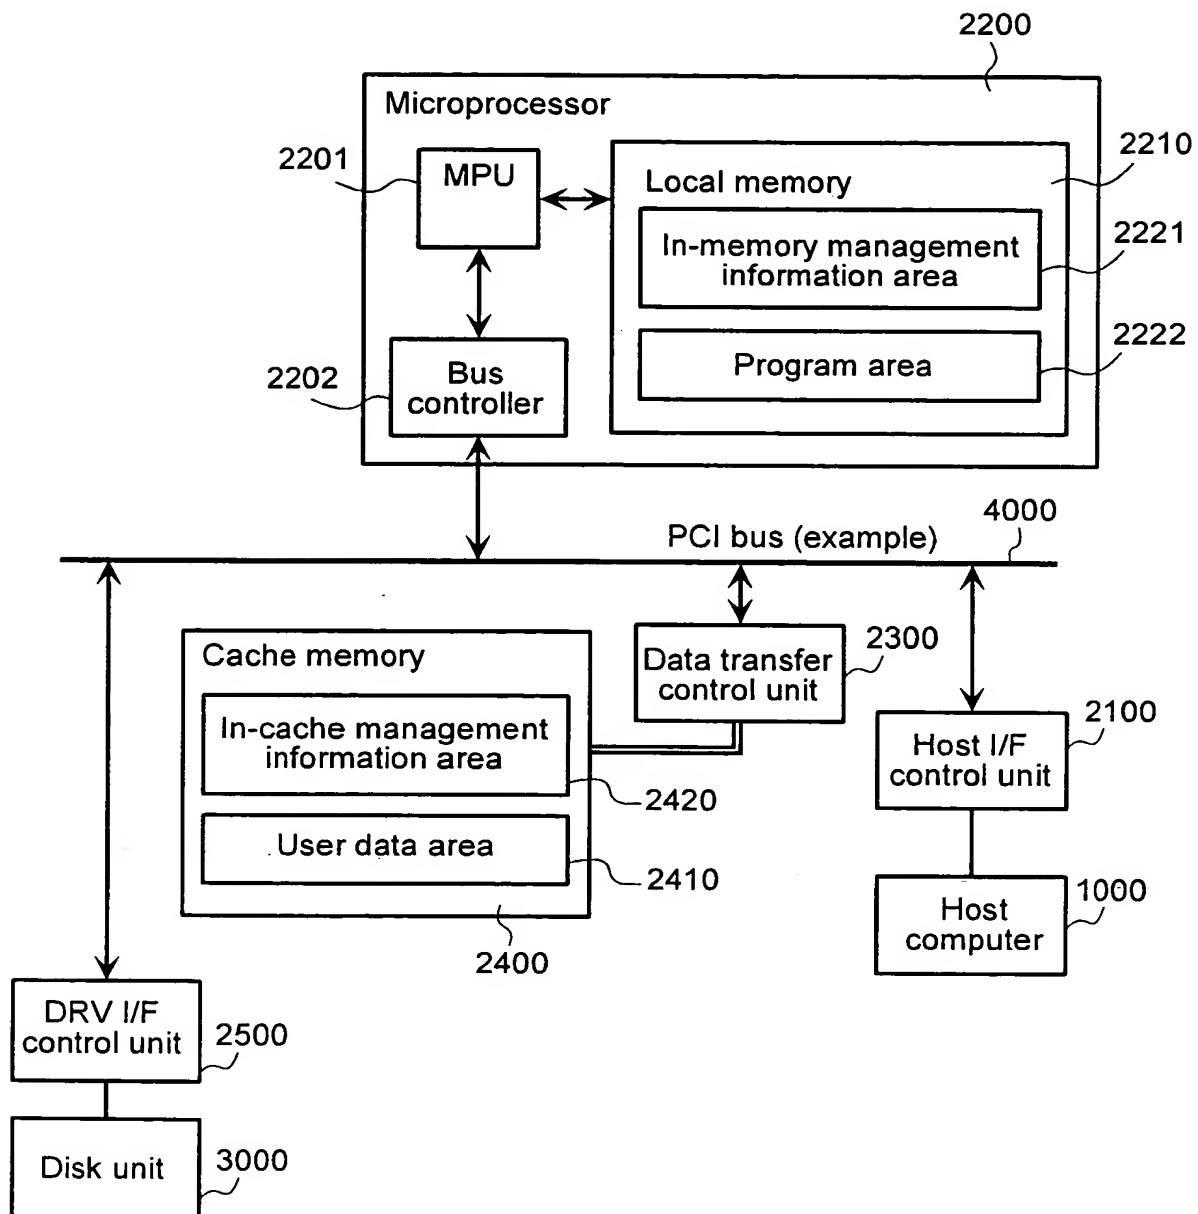 2200
Microprocessor
2201
MPU
2210
Local memory
In-memory management
information area
2221
2222
Program area
2202
Bus
controller
4000
PCI bus (example)
Cache memory
2300
Data transfer
control unit
In-cache management
information area
2420
2100
Host I/F
control unit
User data area
2410
1000
Host
computer
2400
DRV I/F
control unit
2500
Disk unit
3000